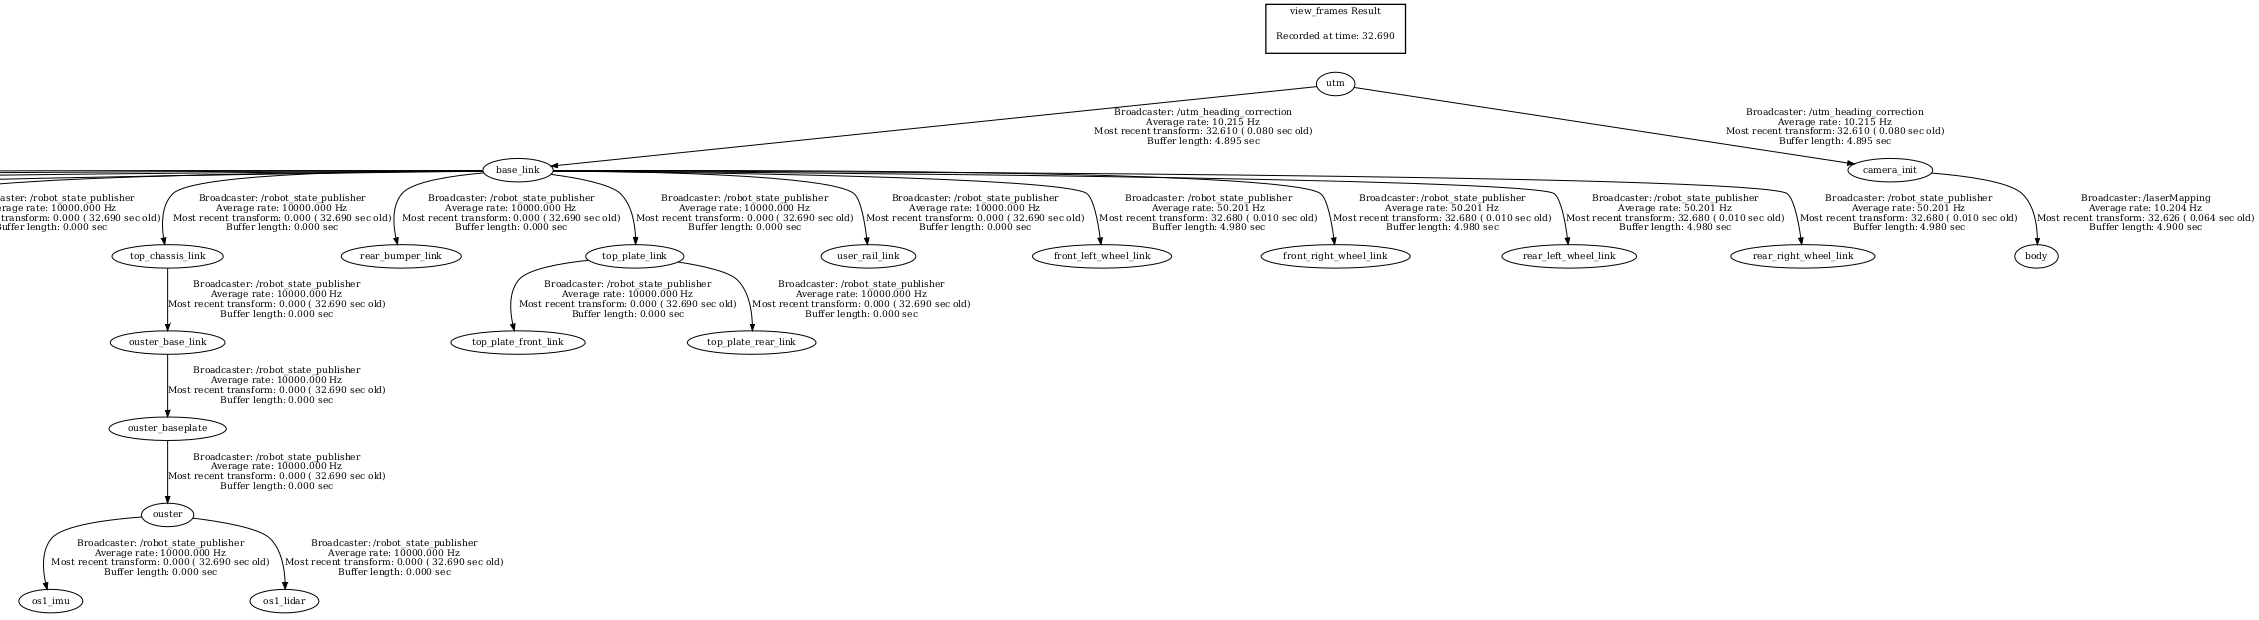 view_frames Result
Recorded at time: 32.690
utm
Broadcaster: /utm_heading_correction
Average rate: 10.215 Hz
Most recent transform: 32.610 ( 0.080 sec old)
Buffer length: 4.895 sec
Broadcaster: /utm_heading_correction
Average rate: 10.215 Hz
Most recent transform: 32.610 ( 0.080 sec old)
Buffer length: 4.895 sec
base_link
camera_init
aster: /robot_state_publisher
erage rate: 10000.000 Hz
transform: 0.000 ( 32.690 sec old)
Buffer length: 0.000 sec
Broadcaster: /robot_state_publisher
Average rate: 10000.000 Hz
Most recent transform: 0.000 ( 32.690 sec old)
Buffer length: 0.000 sec
Broadcaster: /robot_state_publisher
Average rate: 10000.000 Hz
Most recent transform: 0.000 ( 32.690 sec old)
Buffer length: 0.000 sec
Broadcaster: /robot_state_publisher
Average rate: 10000.000 Hz
Most recent transform: 0.000 ( 32.690 sec old)
Buffer length: 0.000 sec
Broadcaster: /robot_state_publisher
Average rate: 10000.000 Hz
Most recent transform: 0.000 ( 32.690 sec old)
Buffer length: 0.000 sec
Broadcaster: /robot_state_publisher
Average rate: 50.201 Hz
Most recent transform: 32.680 ( 0.010 sec old)
Buffer length: 4.980 sec
Broadcaster: /robot_state_publisher
Average rate: 50.201 Hz
Most recent transform: 32.680 ( 0.010 sec old)
Buffer length: 4.980 sec
Broadcaster: /robot_state_publisher
Average rate: 50.201 Hz
Most recent transform: 32.680 ( 0.010 sec old)
Buffer length: 4.980 sec
Broadcaster: /robot_state_publisher
Average rate: 50.201 Hz
Most recent transform: 32.680 ( 0.010 sec old)
Buffer length: 4.980 sec
Broadcaster: /laserMapping
Average rate: 10.204 Hz
Most recent transform: 32.626 ( 0.064 sec old)
Buffer length: 4.900 sec
top_chassis_link
rear_bumper_link
top_plate_link
user_rail_link
front_left_wheel_link
front_right_wheel_link
rear_left_wheel_link
rear_right_wheel_link
body
Broadcaster: /robot_state_publisher
Average rate: 10000.000 Hz
Most recent transform: 0.000 ( 32.690 sec old)
Buffer length: 0.000 sec
Broadcaster: /robot_state_publisher
Average rate: 10000.000 Hz
Most recent transform: 0.000 ( 32.690 sec old)
Buffer length: 0.000 sec
Broadcaster: /robot_state_publisher
Average rate: 10000.000 Hz
Most recent transform: 0.000 ( 32.690 sec old)
Buffer length: 0.000 sec
ouster_base_link
top_plate_front_link
top_plate_rear_link
Broadcaster: /robot_state_publisher
Average rate: 10000.000 Hz
Most recent transform: 0.000 ( 32.690 sec old)
Buffer length: 0.000 sec
ouster_baseplate
Broadcaster: /robot_state_publisher
Average rate: 10000.000 Hz
Most recent transform: 0.000 ( 32.690 sec old)
Buffer length: 0.000 sec
ouster
Broadcaster: /robot_state_publisher
Average rate: 10000.000 Hz
Most recent transform: 0.000 ( 32.690 sec old)
Buffer length: 0.000 sec
Broadcaster: /robot_state_publisher
Average rate: 10000.000 Hz
Most recent transform: 0.000 ( 32.690 sec old)
Buffer length: 0.000 sec
os1_imu
os1_lidar